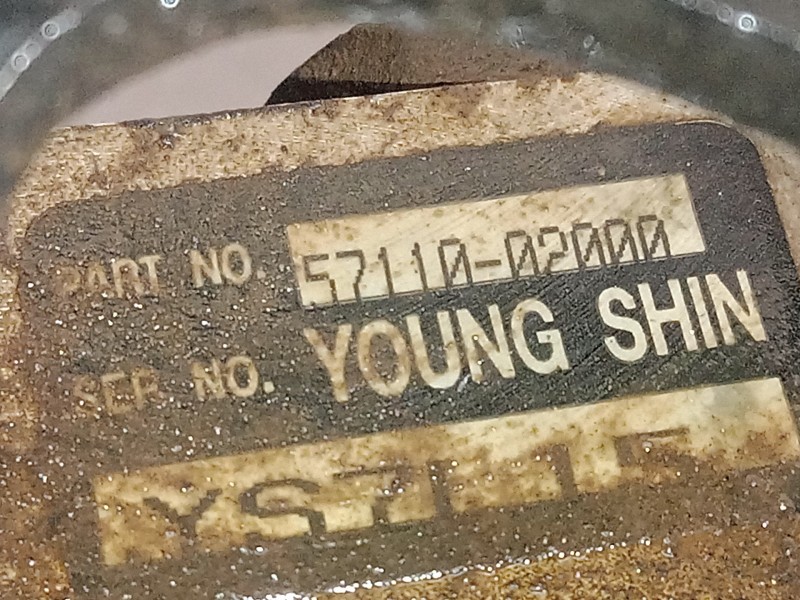 PART NO. 57110-02000
SER NO. YOUNG SHIN